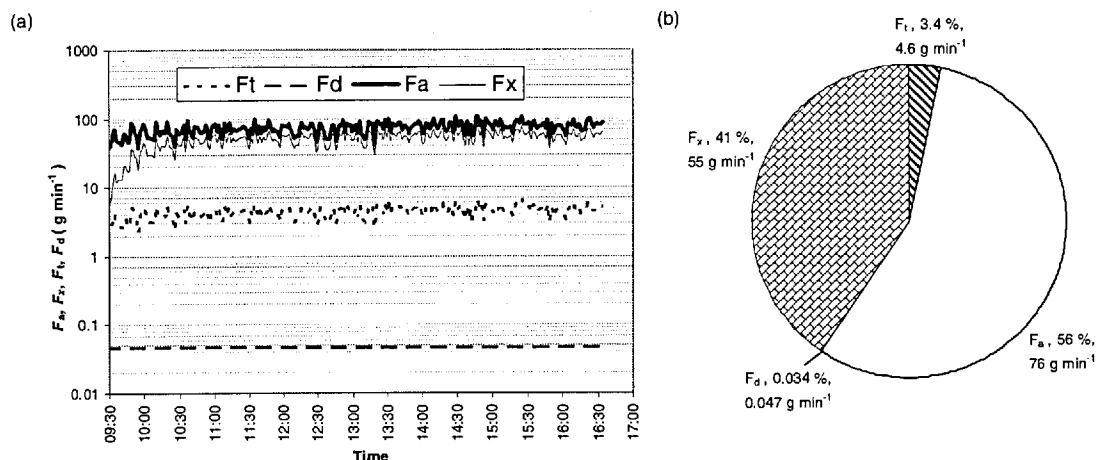 (a)
1000
100
10
1
0.1
0.01
Fa, Fx, Ft, Fd ( g min-1)
Ft Fd Fa Fx
09:30 10:00 10:30 11:00 11:30 12:00 12:30 13:00 13:30 14:00 14:30 15:00 15:30 16:00 16:30 17:00
Time
(b)
Ft , 3.4 %,
4.6 g min-1
Fx , 41 %,
55 g min-1
Fa , 56 %,
76 g min-1
Fd , 0.034 %,
0.047 g min-1